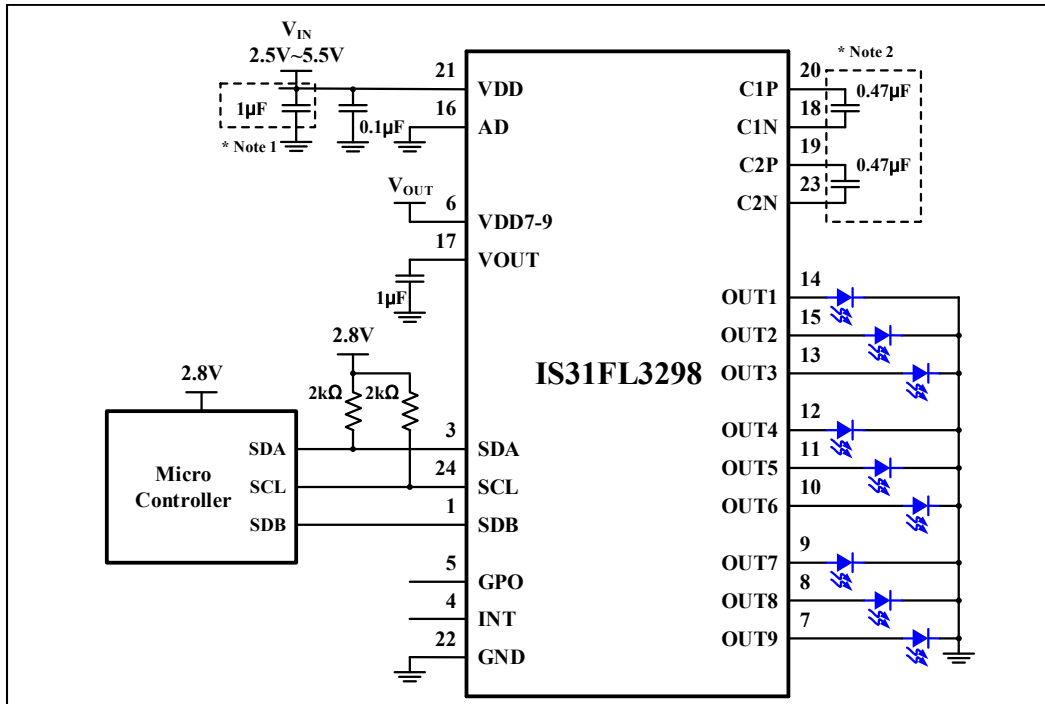 V_IN
2.5V~5.5V
1µF
* Note 1
0.1µF
21
VDD
16
AD
V_OUT
6
VDD7-9
17
VOUT
1µF
2.8V
2kΩ
2kΩ
2.8V
Micro
Controller
SDA
SCL
SDB
3
SDA
24
SCL
1
SDB
5
GPO
4
INT
22
GND
IS31FL3298
* Note 2
20
C1P
0.47µF
18
C1N
19
C2P
0.47µF
23
C2N
14
OUT1
15
OUT2
13
OUT3
12
OUT4
11
OUT5
10
OUT6
9
OUT7
8
OUT8
7
OUT9